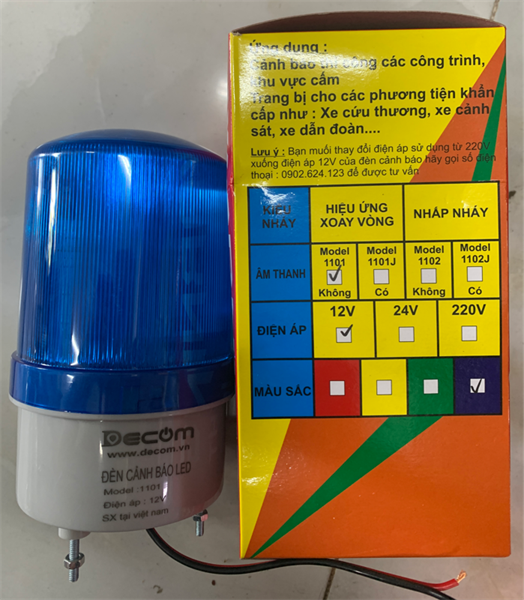 Ứng dụng :
Cảnh báo thi công các công trình,
khu vực cấm
Trang bị cho các phương tiện khẩn
cấp như : Xe cứu thương, xe cảnh
sát, xe dẫn đoàn....
Lưu ý : Bạn muốn thay đổi điện áp sử dụng từ 220V
xuống điện áp 12V của đèn cảnh báo hãy gọi số điện
thoại : 0902.624.123 để được tư vấn
KIỂU
NHÁY
HIỆU ỨNG
XOAY VÒNG
NHẤP NHÁY
ÂM THANH
Model
1101
Không
Model
1101J
Có
Model
1102
Không
Model
1102J
Có
ĐIỆN ÁP
12V
24V
220V
MÀU SẮC
DECOM
www.decom.vn
ĐÈN CẢNH BÁO LED
Model : 1101
Điện áp : 12V
SX tại việt nam